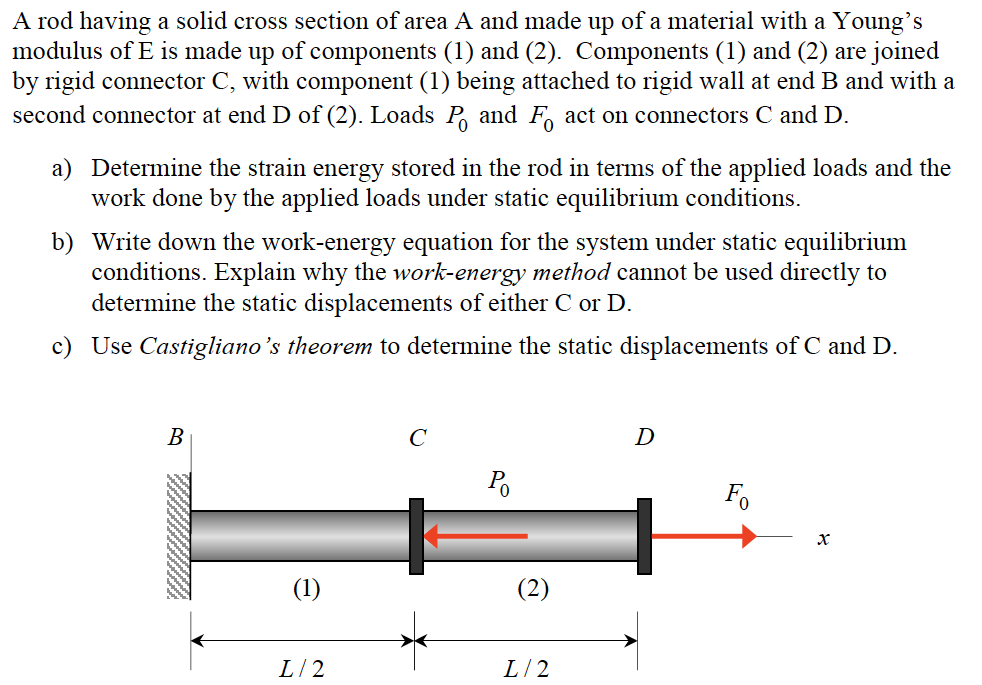 A rod having a solid cross section of area A and made up of a material with a Young’s
modulus of E is made up of components (1) and (2).  Components (1) and (2) are joined
by rigid connector C, with component (1) being attached to rigid wall at end B and with a
second connector at end D of (2). Loads P₀ and F₀ act on connectors C and D.
a) Determine the strain energy stored in the rod in terms of the applied loads and the
work done by the applied loads under static equilibrium conditions.
b) Write down the work-energy equation for the system under static equilibrium
conditions. Explain why the work-energy method cannot be used directly to
determine the static displacements of either C or D.
c) Use Castigliano’s theorem to determine the static displacements of C and D.
B C D
P₀ F₀
x
(1) (2)
L/2 L/2